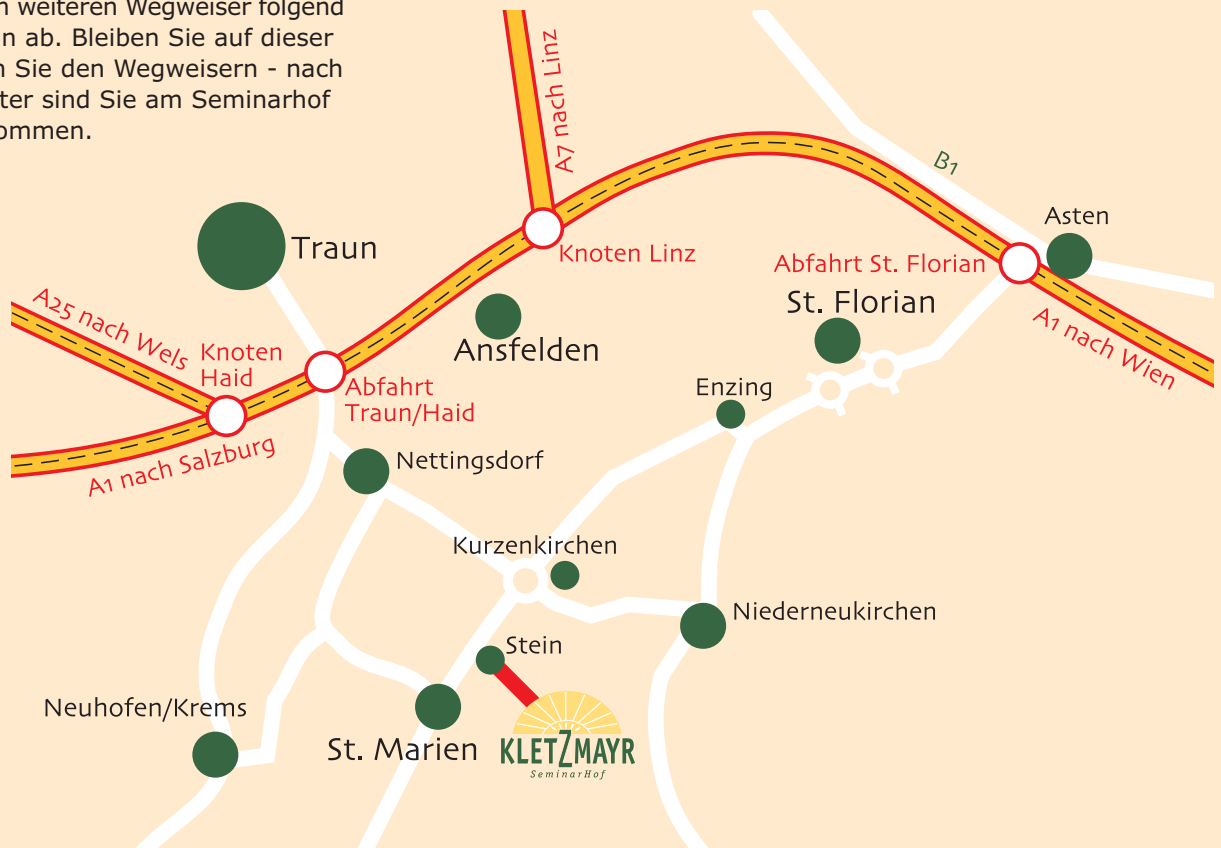 weiteren Wegweiser folgend
ab. Bleiben Sie auf dieser
Sie den Wegweisern - nach
sind Sie am Seminarhof
A7 nach Linz
B1
Asten
Traun
Knoten Linz
Abfahrt St. Florian
St. Florian
A25 nach Wels
A1 nach Wien
Knoten
Haid
Ansfelden
Abfahrt
Traun/Haid
Enzing
A1 nach Salzburg
Nettingsdorf
Kurzenkirchen
Niederneukirchen
Stein
Neuhofen/Krems
St. Marien
KLETZMAYR
SeminarHof